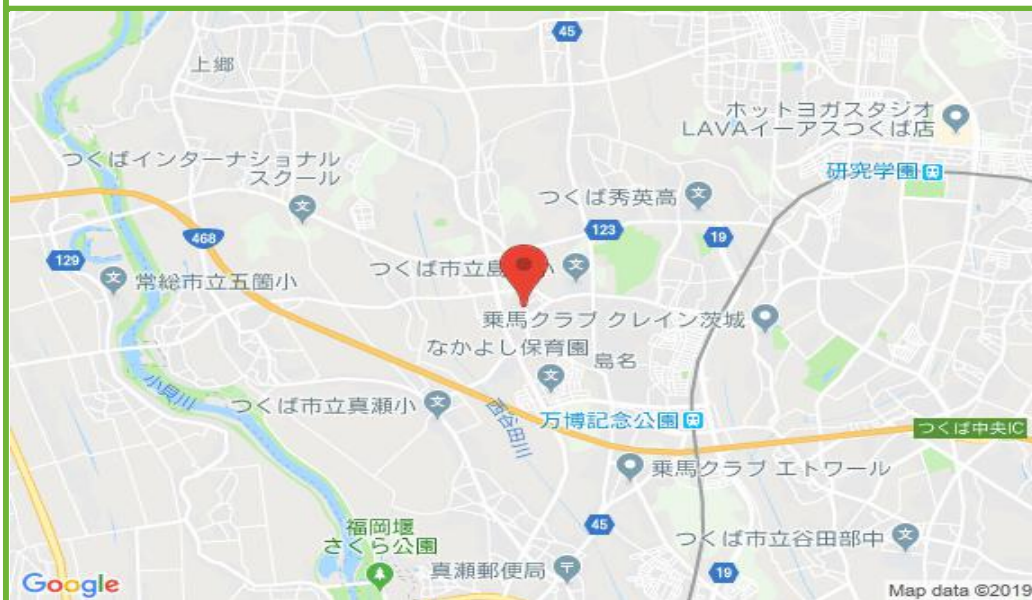 45
上郷
ホットヨガスタジオ
LAVAイーアスつくば店
つくばインターナショナル
スクール
研究学園
つくば秀英高
123
19
468
129
つくば市立島
小
常総市立五箇小
乗馬クラブ クレイン茨城
なかよし保育園
島名
小貝川
つくば市立真瀬小
西谷田川
万博記念公園
つくば中央IC
乗馬クラブ エトワール
福岡堰
さくら公園
45
つくば市立谷田部中
真瀬郵便局
19
Google
Map data ©2019